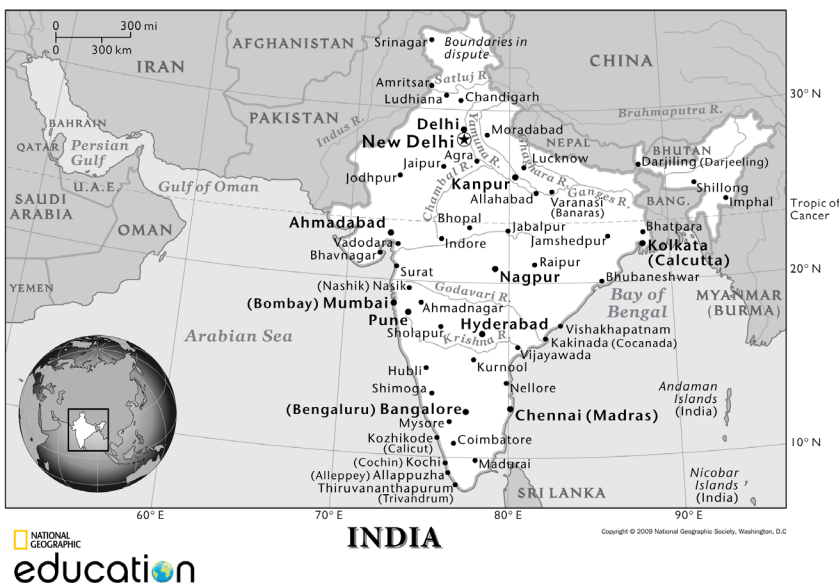 0 300 mi
0 300 km
AFGHANISTAN
IRAN
CHINA
PAKISTAN
BAHRAIN
QATAR
Persian
Gulf
U.A.E.
Gulf of Oman
SAUDI
ARABIA
OMAN
YEMEN
Arabian Sea
Srinagar
Boundaries in
dispute
Amritsar
Satluj R.
Ludhiana
Chandigarh
30° N
Indus R.
Brahmaputra R.
Delhi
New Delhi
Yamuna R.
Moradabad
NEPAL
BHUTAN
Agra
Jaipur
Lucknow
Ghaghara R.
Darjiling (Darjeeling)
Jodhpur
Chambal R.
Kanpur
Ganges R.
Shillong
Allahabad
Varanasi
(Banaras)
BANG.
Imphal
Tropic of
Cancer
Ahmadabad
Bhopal
Jabalpur
Jamshedpur
Bhatpara
Vadodara
Indore
Kolkata
(Calcutta)
Bhavnagar
Surat
Nagpur
Raipur
Bhubaneshwar
20° N
(Nashik) Nasik
Godavari R.
Bay of
Bengal
MYANMAR
(BURMA)
(Bombay) Mumbai
Ahmadnagar
Pune
Hyderabad
Sholapur
Krishna R.
Vishakhapatnam
Kakinada (Cocanada)
Vijayawada
Hubli
Kurnool
Shimoga
Nellore
Andaman
Islands
(India)
(Bengaluru) Bangalore
Chennai (Madras)
Mysore
Kozhikode
(Calicut)
Coimbatore
10° N
(Cochin) Kochi
Madurai
(Alleppey) Allappuzha
Thiruvananthapurum
(Trivandrum)
SRI LANKA
Nicobar
Islands
(India)
60° E
70° E
80° E
90° E
INDIA
Copyright © 2009 National Geographic Society, Washington, D.C
NATIONAL
GEOGRAPHIC
education